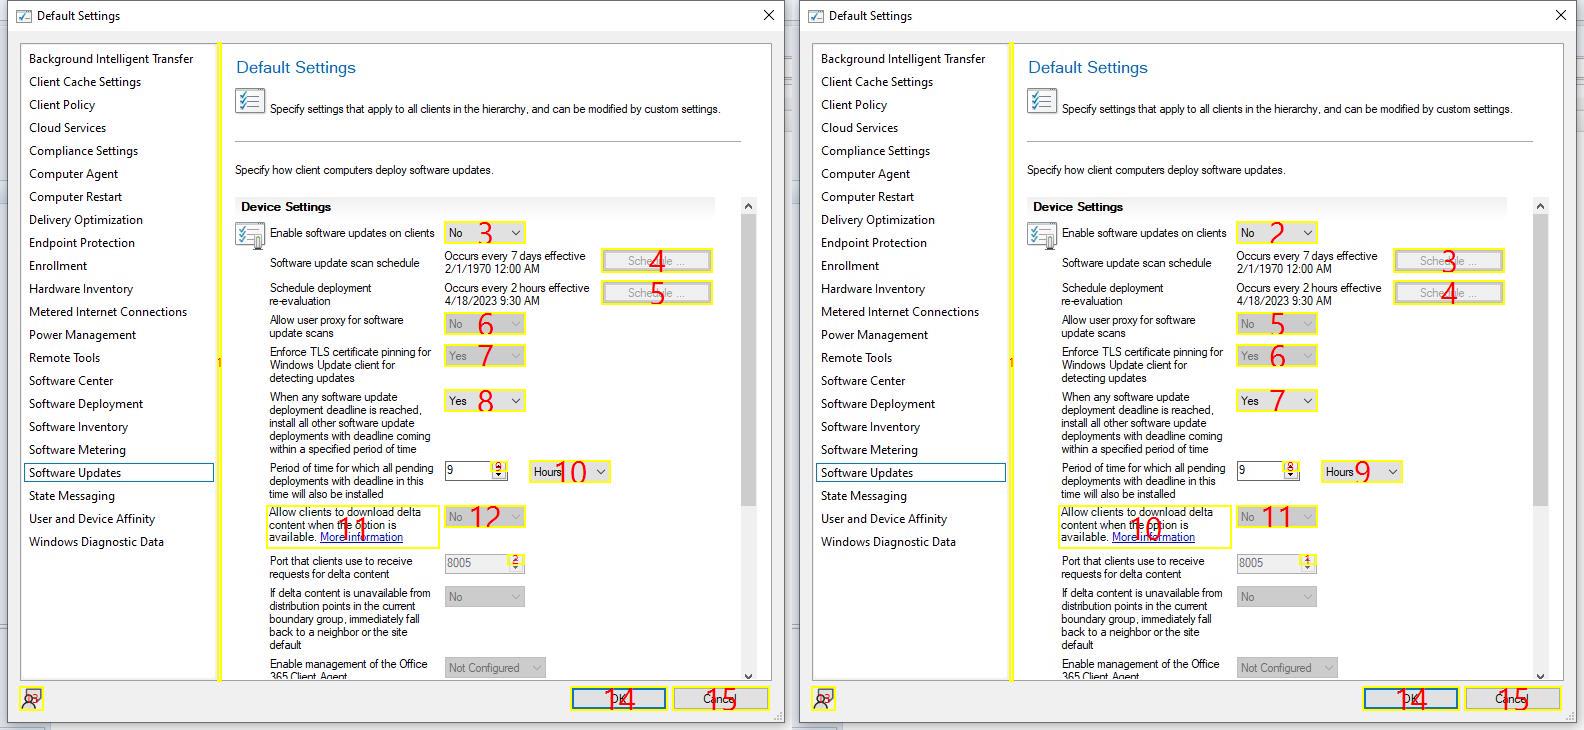 Default Settings
Background Intelligent Transfer
Client Cache Settings
Client Policy
Cloud Services
Compliance Settings
Computer Agent
Computer Restart
Delivery Optimization
Endpoint Protection
Enrollment
Hardware Inventory
Metered Internet Connections
Power Management
Remote Tools
Software Center
Software Deployment
Software Inventory
Software Metering
Software Updates
State Messaging
User and Device Affinity
Windows Diagnostic Data
1
Default Settings
Specify settings that apply to all clients in the hierarchy, and can be modified by custom settings.
Specify how client computers deploy software updates.
Device Settings
Enable software updates on clients No 3
Software update scan schedule
Occurs every 7 days effective
2/1/1970 12:00 AM
Schedule ... 4
Schedule deployment
re-evaluation
Occurs every 2 hours effective
4/18/2023 9:30 AM
Schedule ... 5
Allow user proxy for software
update scans
No 6
Enforce TLS certificate pinning for
Windows Update client for
detecting updates
Yes 7
When any software update
deployment deadline is reached,
install all other software update
deployments with deadline coming
within a specified period of time
Yes 8
Period of time for which all pending
deployments with deadline in this
time will also be installed
9 9 Hours 10
Allow clients to download delta
content when the option is
available. More information
11
No 12
Port that clients use to receive
requests for delta content
8005
If delta content is unavailable from
distribution points in the current
boundary group, immediately fall
back to a neighbor or the site
default
No
Enable management of the Office
365 Client Agent
Not Configured
OK 14
Cancel 15
Default Settings
Background Intelligent Transfer
Client Cache Settings
Client Policy
Cloud Services
Compliance Settings
Computer Agent
Computer Restart
Delivery Optimization
Endpoint Protection
Enrollment
Hardware Inventory
Metered Internet Connections
Power Management
Remote Tools
Software Center
Software Deployment
Software Inventory
Software Metering
Software Updates
State Messaging
User and Device Affinity
Windows Diagnostic Data
1
Default Settings
Specify settings that apply to all clients in the hierarchy, and can be modified by custom settings.
Specify how client computers deploy software updates.
Device Settings
Enable software updates on clients No 2
Software update scan schedule
Occurs every 7 days effective
2/1/1970 12:00 AM
Schedule ... 3
Schedule deployment
re-evaluation
Occurs every 2 hours effective
4/18/2023 9:30 AM
Schedule ... 4
Allow user proxy for software
update scans
No 5
Enforce TLS certificate pinning for
Windows Update client for
detecting updates
Yes 6
When any software update
deployment deadline is reached,
install all other software update
deployments with deadline coming
within a specified period of time
Yes 7
Period of time for which all pending
deployments with deadline in this
time will also be installed
9 8 Hours 9
Allow clients to download delta
content when the option is
available. More information
10
No 11
Port that clients use to receive
requests for delta content
8005
If delta content is unavailable from
distribution points in the current
boundary group, immediately fall
back to a neighbor or the site
default
No
Enable management of the Office
365 Client Agent
Not Configured
OK 14
Cancel 15